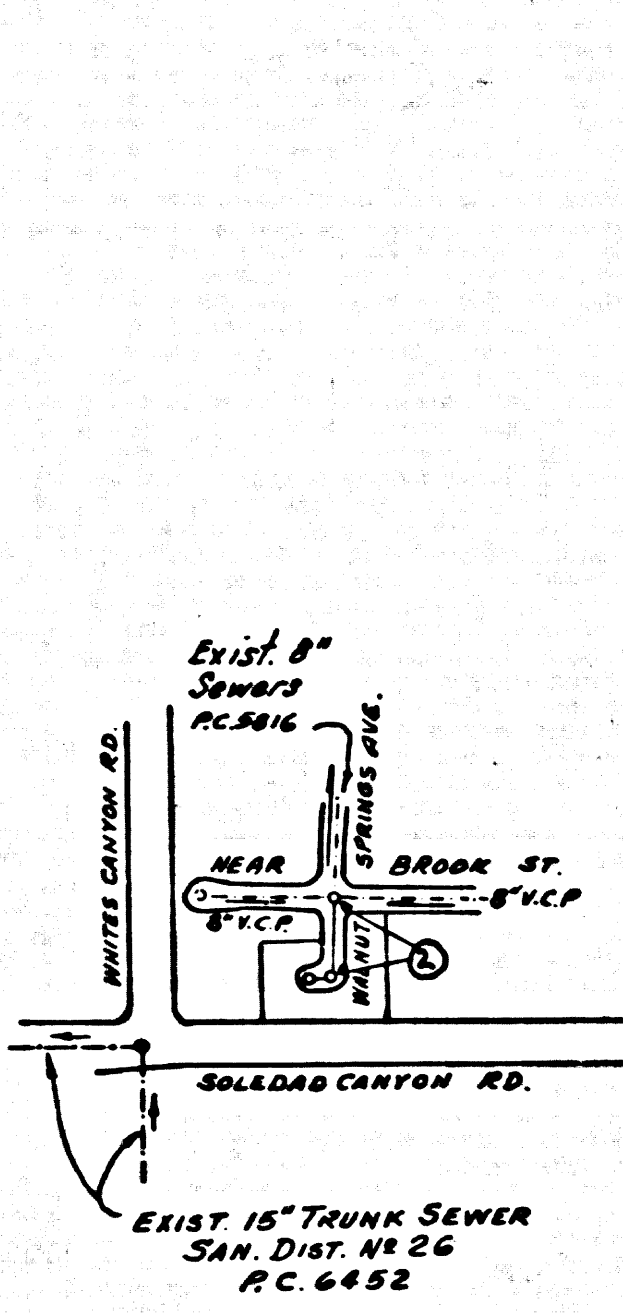 Exist. 8"
Sewers
P.C. 5816
WHITES CANYON RD.
WALNUT SPRINGS AVE.
NEAR BROOK ST.
8" V.C.P.
8" V.C.P
2
SOLEDAD CANYON RD.
EXIST. 15" TRUNK SEWER
SAN. DIST. Nº 26
P.C. 6452